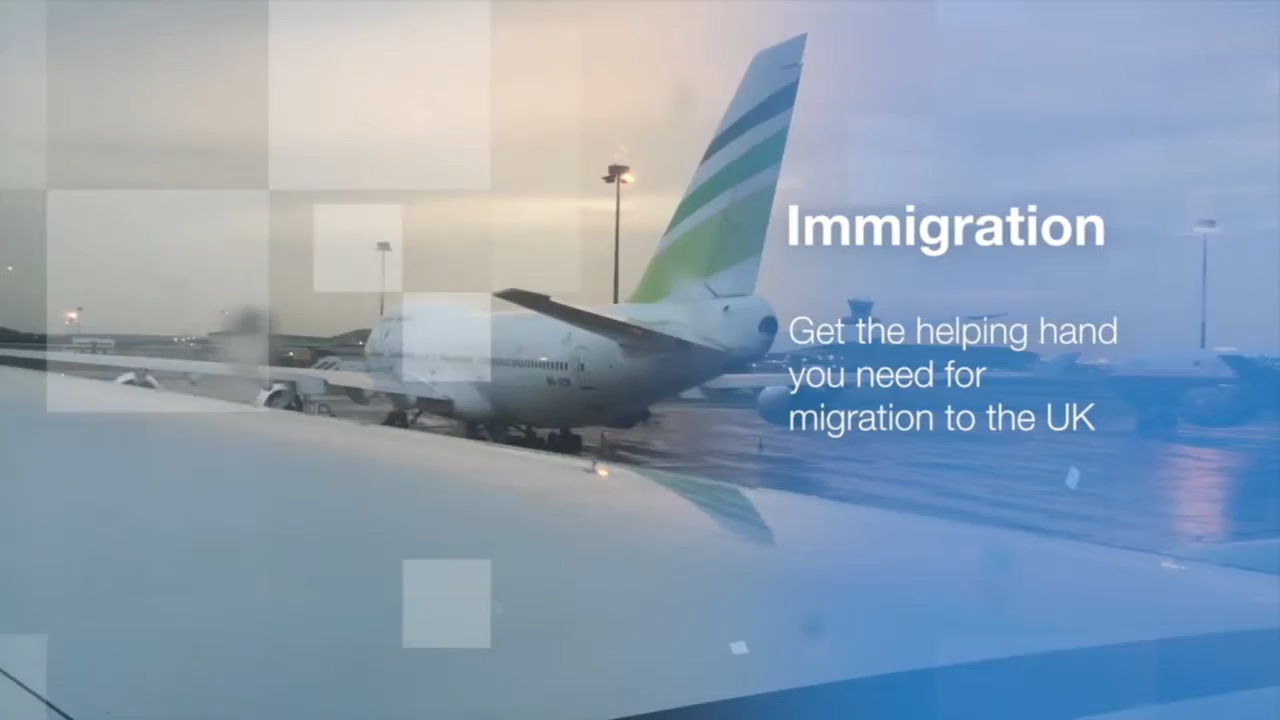 Immigration
Get the helping hand
you need for
migration to the UK